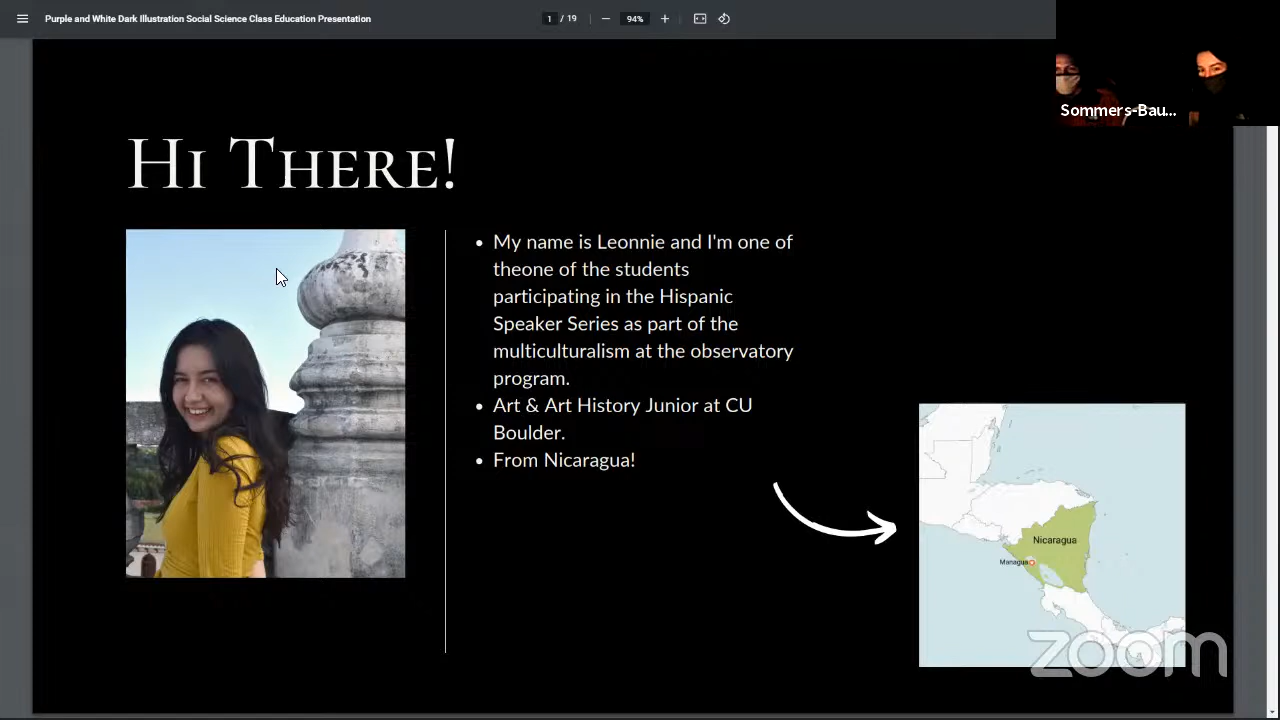 Purple and White Dark Illustration Social Science Class Education Presentation
1 / 19
94%
Sommers-Bau...
HI THERE!
• My name is Leonnie and I'm one of
theone of the students
participating in the Hispanic
Speaker Series as part of the
multiculturalism at the observatory
program.
• Art & Art History Junior at CU
Boulder.
• From Nicaragua!
Nicaragua
Managua
zoom